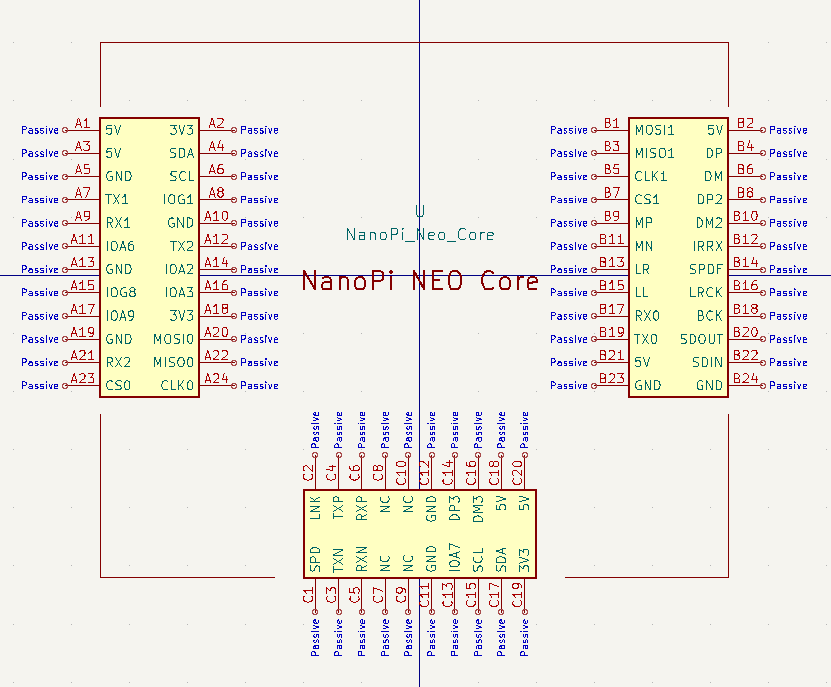 Passive A1 5V 3V3 A2 Passive
Passive A3 5V SDA A4 Passive
Passive A5 GND SCL A6 Passive
Passive A7 TX1 IOG1 A8 Passive
Passive A9 RX1 GND A10 Passive
Passive A11 IOA6 TX2 A12 Passive
Passive A13 GND IOA2 A14 Passive
Passive A15 IOG8 IOA3 A16 Passive
Passive A17 IOA9 3V3 A18 Passive
Passive A19 GND MOSI0 A20 Passive
Passive A21 RX2 MISO0 A22 Passive
Passive A23 CS0 CLK0 A24 Passive
U
NanoPi_Neo_Core
NanoPi NEO Core
Passive B1 MOSI1 5V B2 Passive
Passive B3 MISO1 DP B4 Passive
Passive B5 CLK1 DM B6 Passive
Passive B7 CS1 DP2 B8 Passive
Passive B9 MP DM2 B10 Passive
Passive B11 MN IRRX B12 Passive
Passive B13 LR SPDF B14 Passive
Passive B15 LL LRCK B16 Passive
Passive B17 RX0 BCK B18 Passive
Passive B19 TX0 SDOUT B20 Passive
Passive B21 5V SDIN B22 Passive
Passive B23 GND GND B24 Passive
Passive C2 LNK SPD C1 Passive
Passive C4 TXP TXN C3 Passive
Passive C6 RXP RXN C5 Passive
Passive C8 NC NC C7 Passive
Passive C10 NC NC C9 Passive
Passive C12 GND GND C11 Passive
Passive C14 DP3 IOA7 C13 Passive
Passive C16 DM3 SCL C15 Passive
Passive C18 5V SDA C17 Passive
Passive C20 5V 3V3 C19 Passive